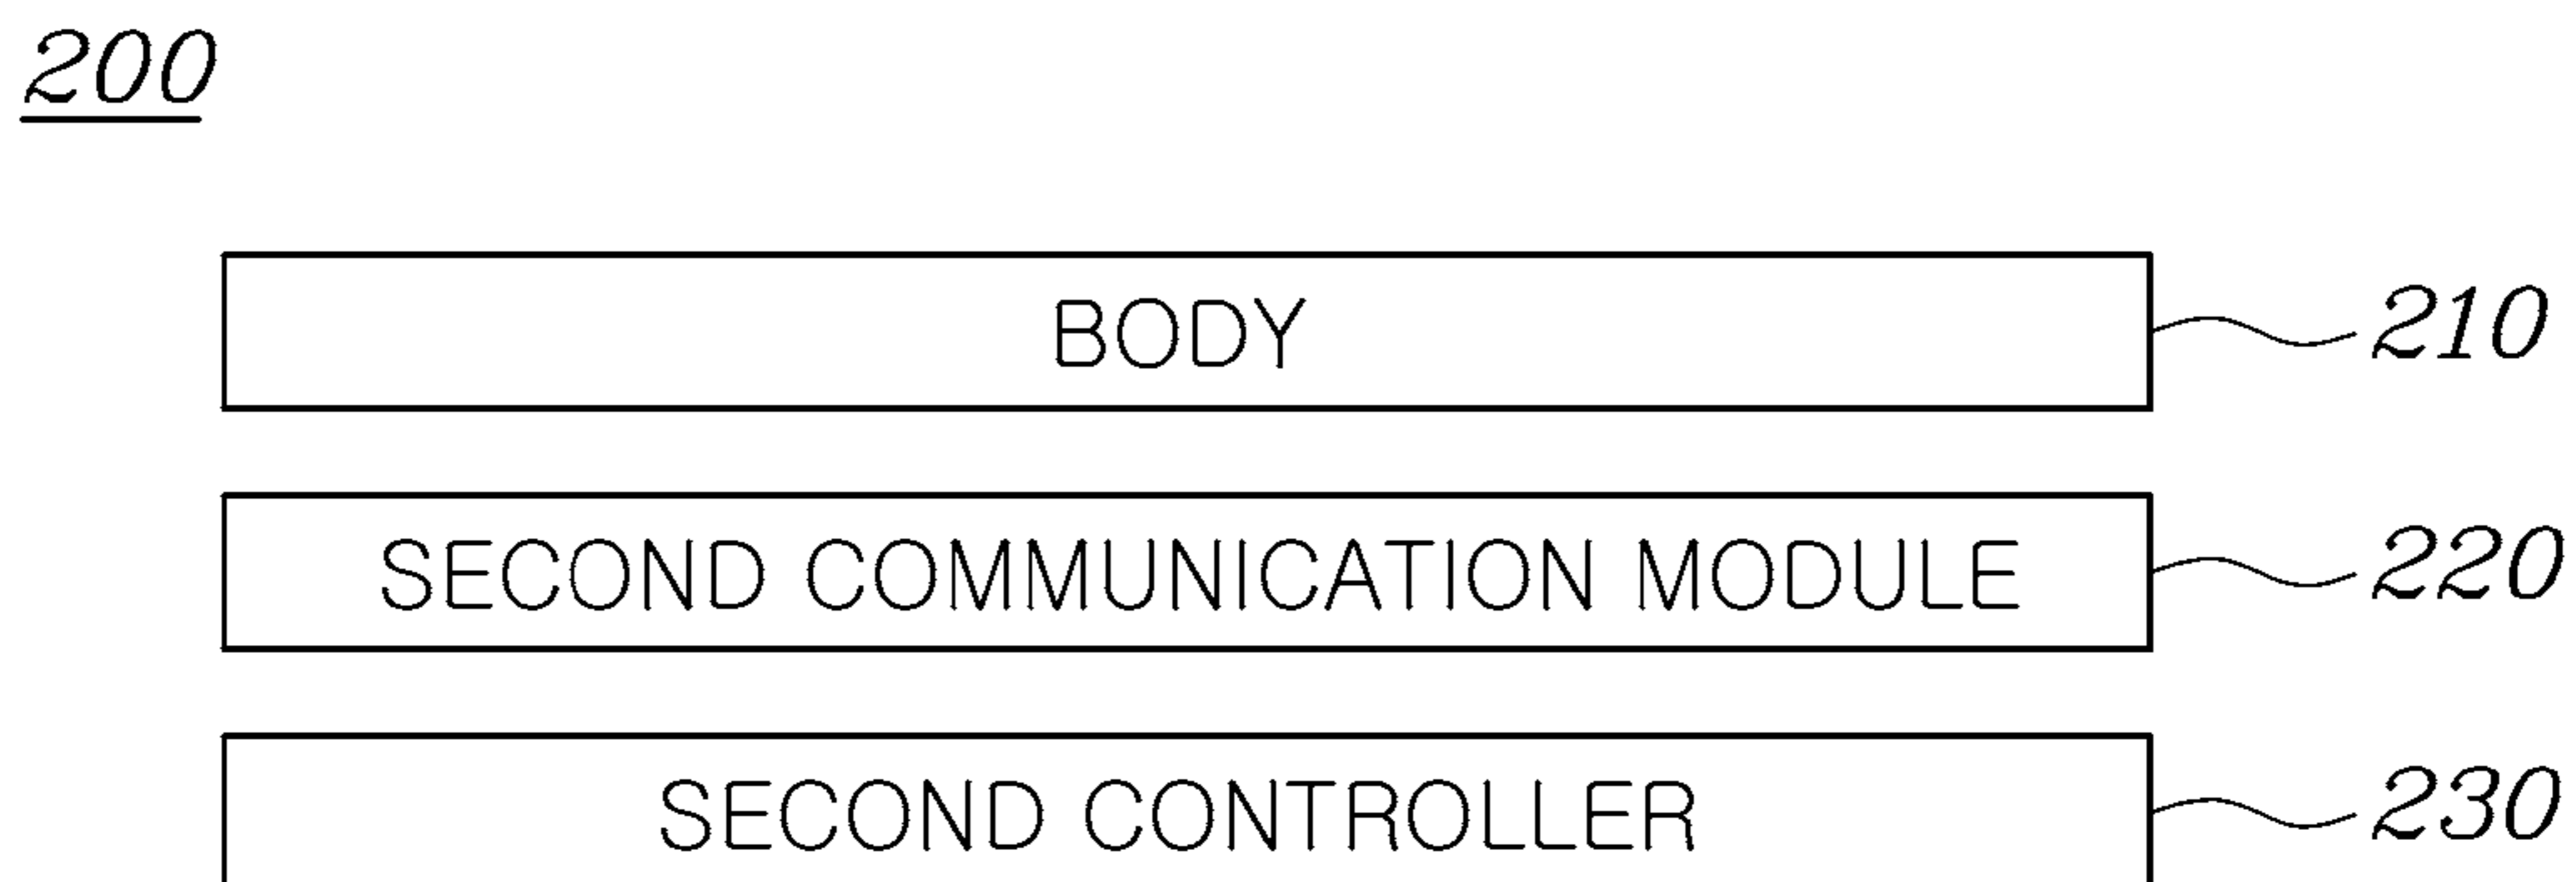 200
BODY 210
SECOND COMMUNICATION MODULE 220
SECOND CONTROLLER 230